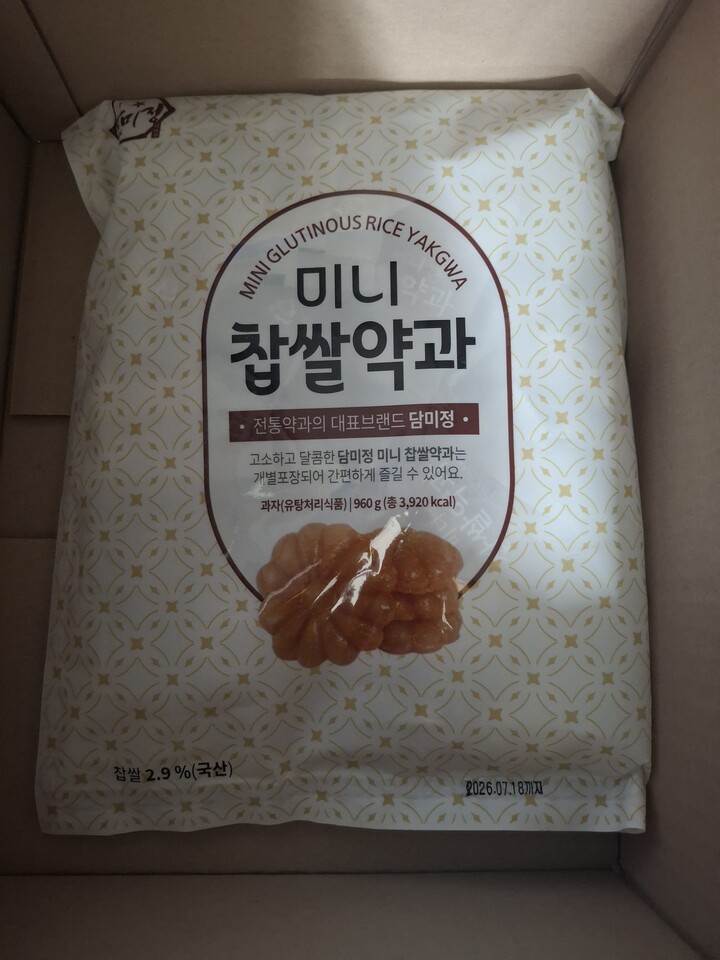 미정
MINI GLUTINOUS RICE YAKGWA
미니
찹쌀약과
• 전통약과의 대표브랜드 담미정 •
고소하고 달콤한 담미정 미니 찹쌀약과는
개별포장되어 간편하게 즐길 수 있어요.
과자(유탕처리식품) | 960 g (총 3,920 kcal)
찹쌀 2.9 %(국산)
2026.07.18까지